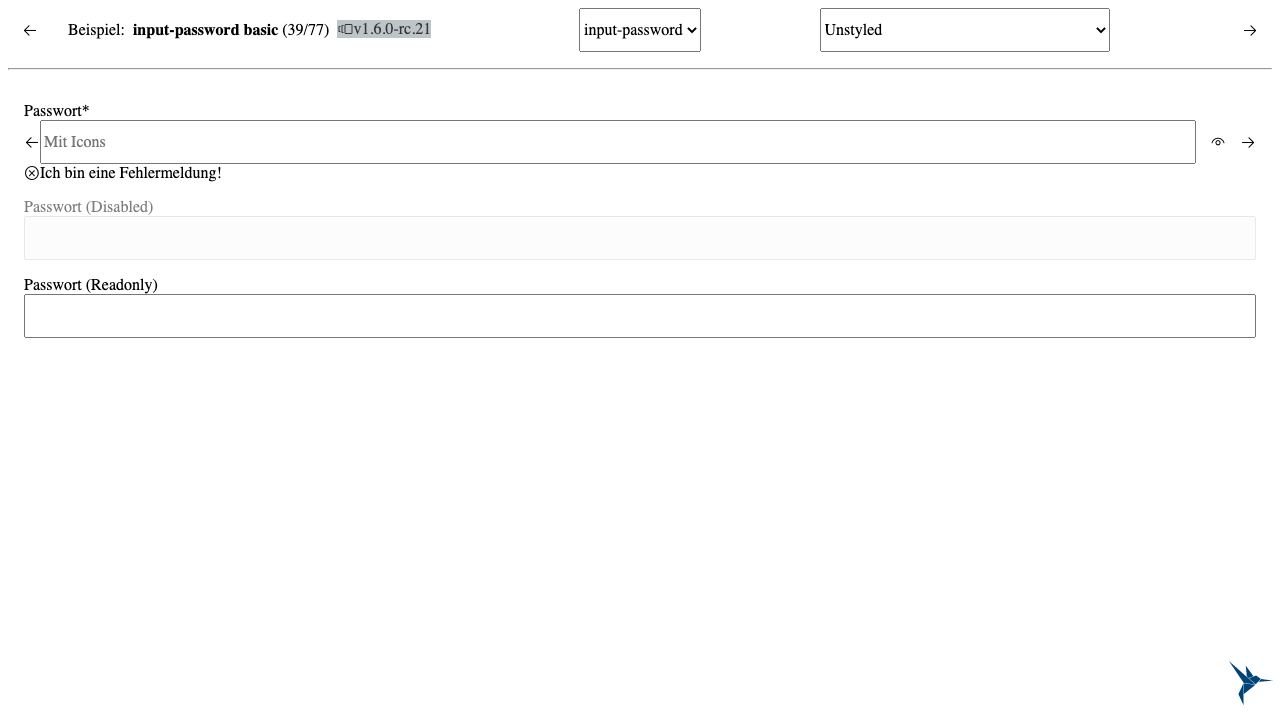 Beispiel: input-password basic (39/77) v1.6.0-rc.21 input-password Unstyled
Passwort*
Mit Icons
Ich bin eine Fehlermeldung!
Passwort (Disabled)
Passwort (Readonly)